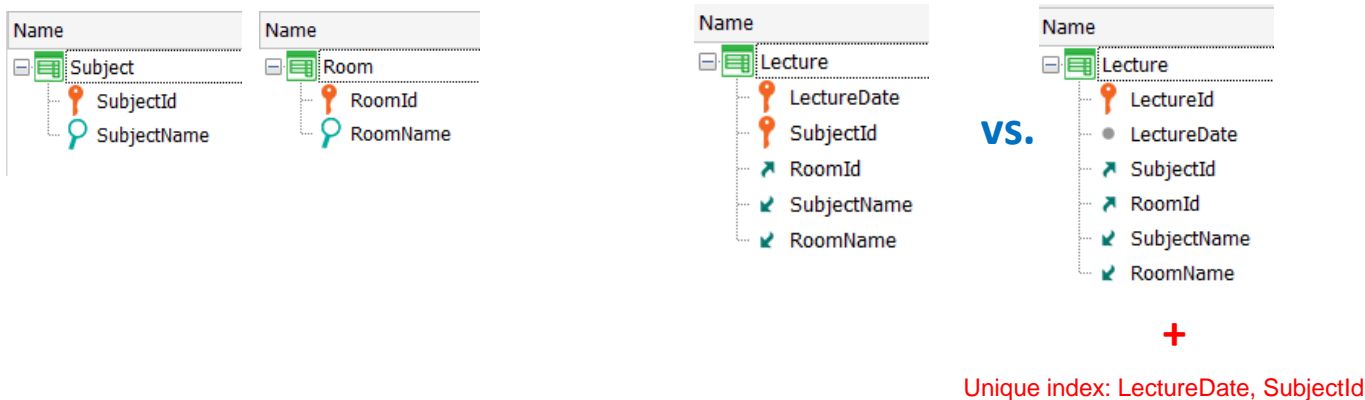 Name
Subject
SubjectId
SubjectName
Name
Room
RoomId
RoomName
Name
Lecture
LectureDate
SubjectId
RoomId
SubjectName
RoomName
vs.
Name
Lecture
LectureId
LectureDate
SubjectId
RoomId
SubjectName
RoomName
+
Unique index: LectureDate, SubjectId